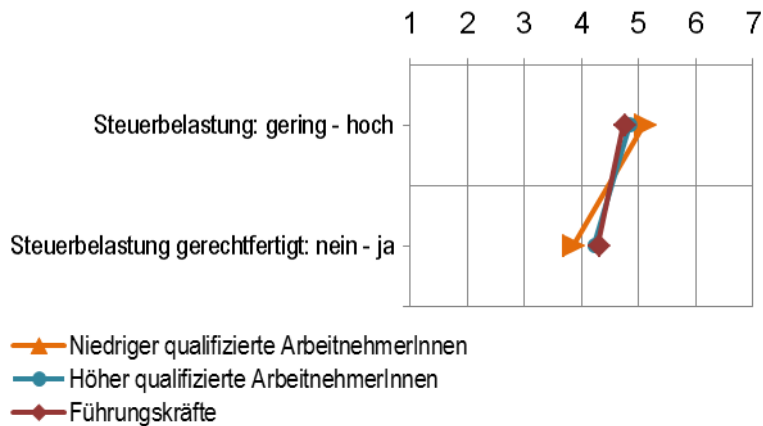 1 2 3 4 5 6 7
Steuerbelastung: gering - hoch
Steuerbelastung gerechtfertigt: nein - ja
Niedriger qualifizierte ArbeitnehmerInnen
Höher qualifizierte ArbeitnehmerInnen
Führungskräfte